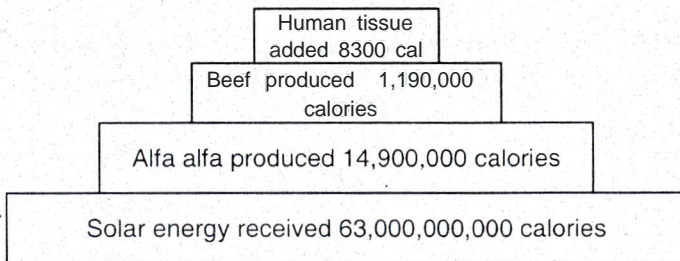 Human tissue
added 8300 cal
Beef produced 1,190,000
calories
Alfa alfa produced 14,900,000 calories
Solar energy received 63,000,000,000 calories